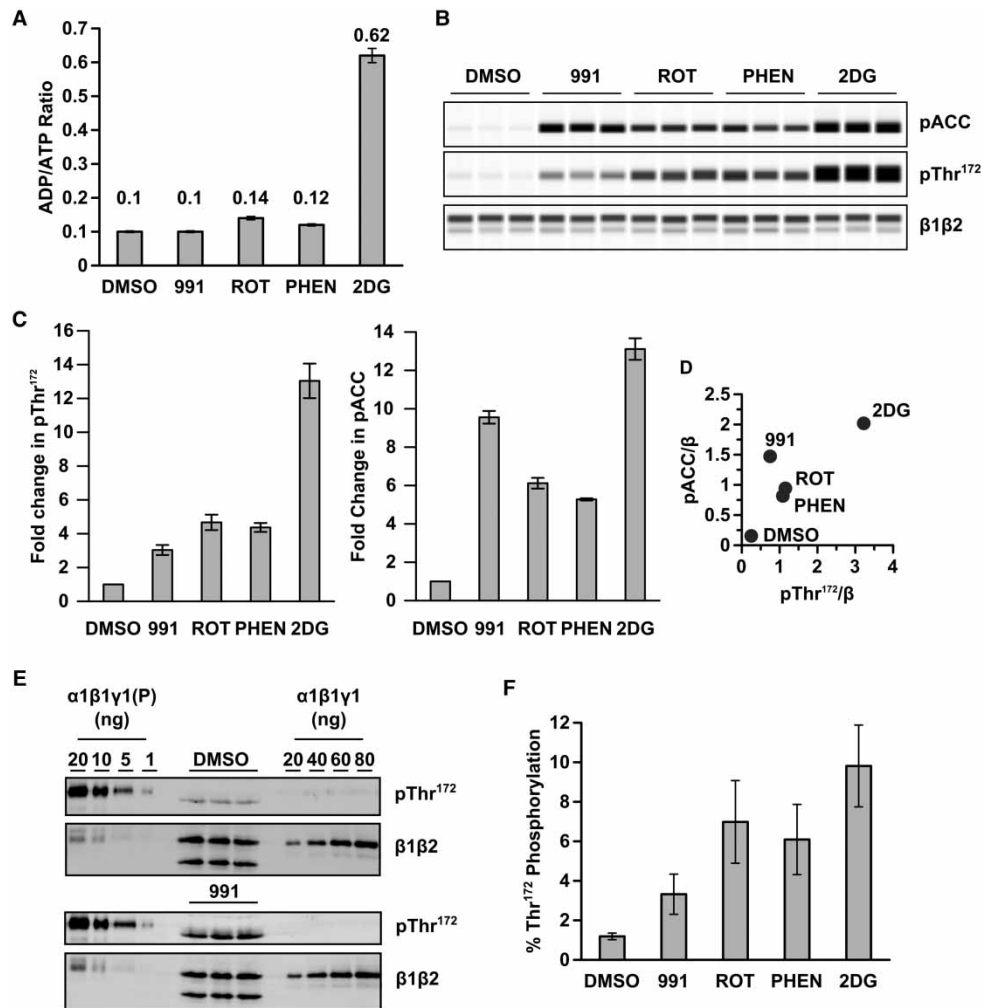 A
ADP/ATP Ratio
0.7
0.6
0.5
0.4
0.3
0.2
0.1
0
0.1
0.1
0.14
0.12
0.62
DMSO 991 ROT PHEN 2DG
B
DMSO 991 ROT PHEN 2DG
pACC
pThr¹⁷²
β1β2
C
Fold change in pThr¹⁷²
16
14
12
10
8
6
4
2
0
DMSO 991 ROT PHEN 2DG
Fold Change in pACC
14
12
10
8
6
4
2
0
DMSO 991 ROT PHEN 2DG
D
pACC/β
2.5
2
1.5
1
0.5
0
2DG
991
ROT
PHEN
DMSO
0 1 2 3 4
pThr¹⁷²/β
E
α1β1γ1(P)
(ng)
α1β1γ1
(ng)
20 10 5 1 DMSO 20 40 60 80
pThr¹⁷²
β1β2
991
pThr¹⁷²
β1β2
F
% Thr¹⁷² Phosphorylation
12
10
8
6
4
2
0
DMSO 991 ROT PHEN 2DG